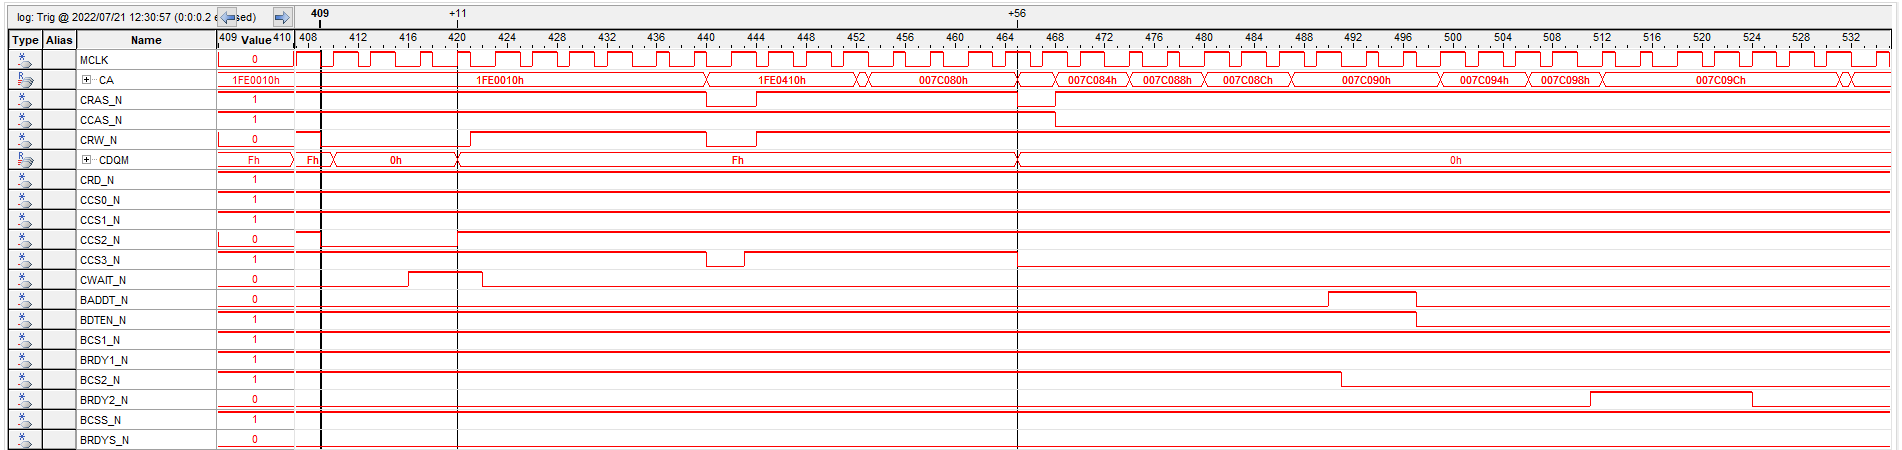 log: Trig @ 2022/07/21 12:30:57 (0:0:0.2 e sed) 409 +11 +56
Type Alias Name 409 Value 410 408 412 416 420 424 428 432 436 440 444 448 452 456 460 464 468 472 476 480 484 488 492 496 500 504 508 512 516 520 524 528 532
MCLK 0
CA 1FE0010h 1FE0010h 1FE0410h 007C080h 007C084h 007C088h 007C08Ch 007C090h 007C094h 007C098h 007C09Ch
CRAS_N 1
CCAS_N 1
CRW_N 0
CDQM Fh Fh 0h Fh 0h
CRD_N 1
CCS0_N 1
CCS1_N 1
CCS2_N 0
CCS3_N 1
CWAIT_N 0
BADDT_N 0
BDTEN_N 1
BCS1_N 1
BRDY1_N 1
BCS2_N 1
BRDY2_N 0
BCSS_N 1
BRDYS_N 0